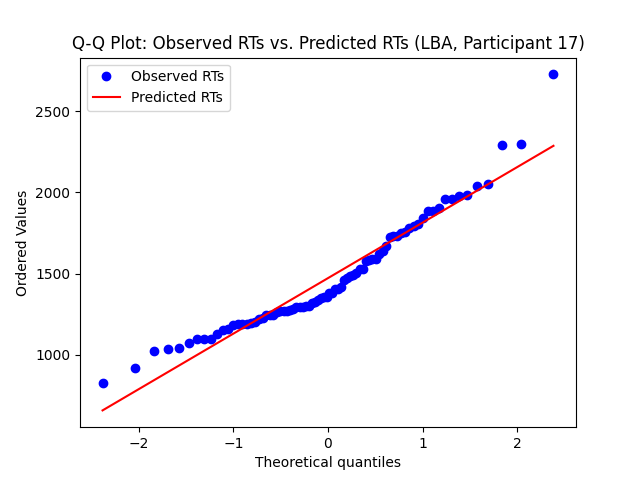 Q-Q Plot: Observed RTs vs. Predicted RTs (LBA, Participant 17)
Observed RTs
Predicted RTs
2500
2000
1500
1000
Ordered Values
−2
−1
0
1
2
Theoretical quantiles